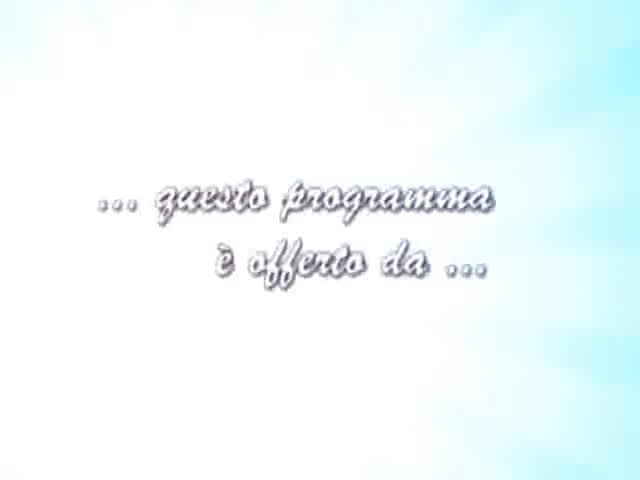 ... questo programma
è offerto da ...